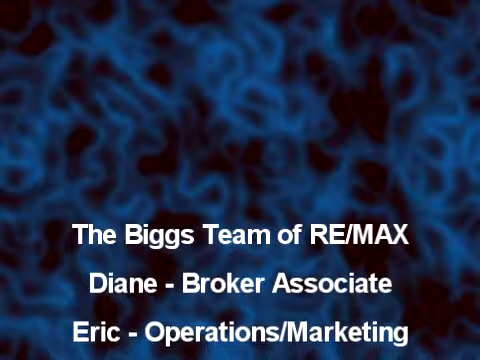 The Biggs Team of RE/MAX
Diane - Broker Associate
Eric - Operations/Marketing